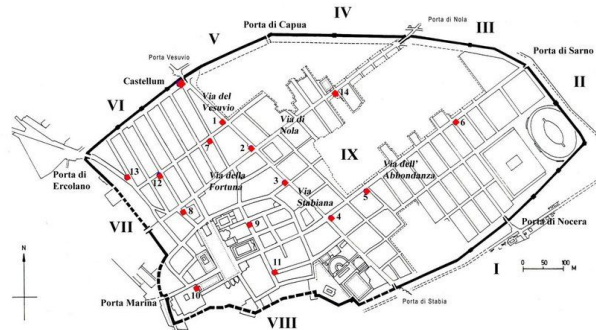 IV
Porta di Capua
Porta di Nola
III
V
Porta di Sarno
Porta Vesuvio
Castellum
II
VI
Via del
Vesuvio
14
1
Via di
Nola
6
7
2
IX
Porta di
Ercolano
13
12
Via della
Fortuna
3
Via
Stabiana
Via dell'
Abbondanza
5
VII
8
4
9
Porta di Nocera
11
I
N
0
50
100
M
10
Porta Marina
VIII
Porta di Stabia